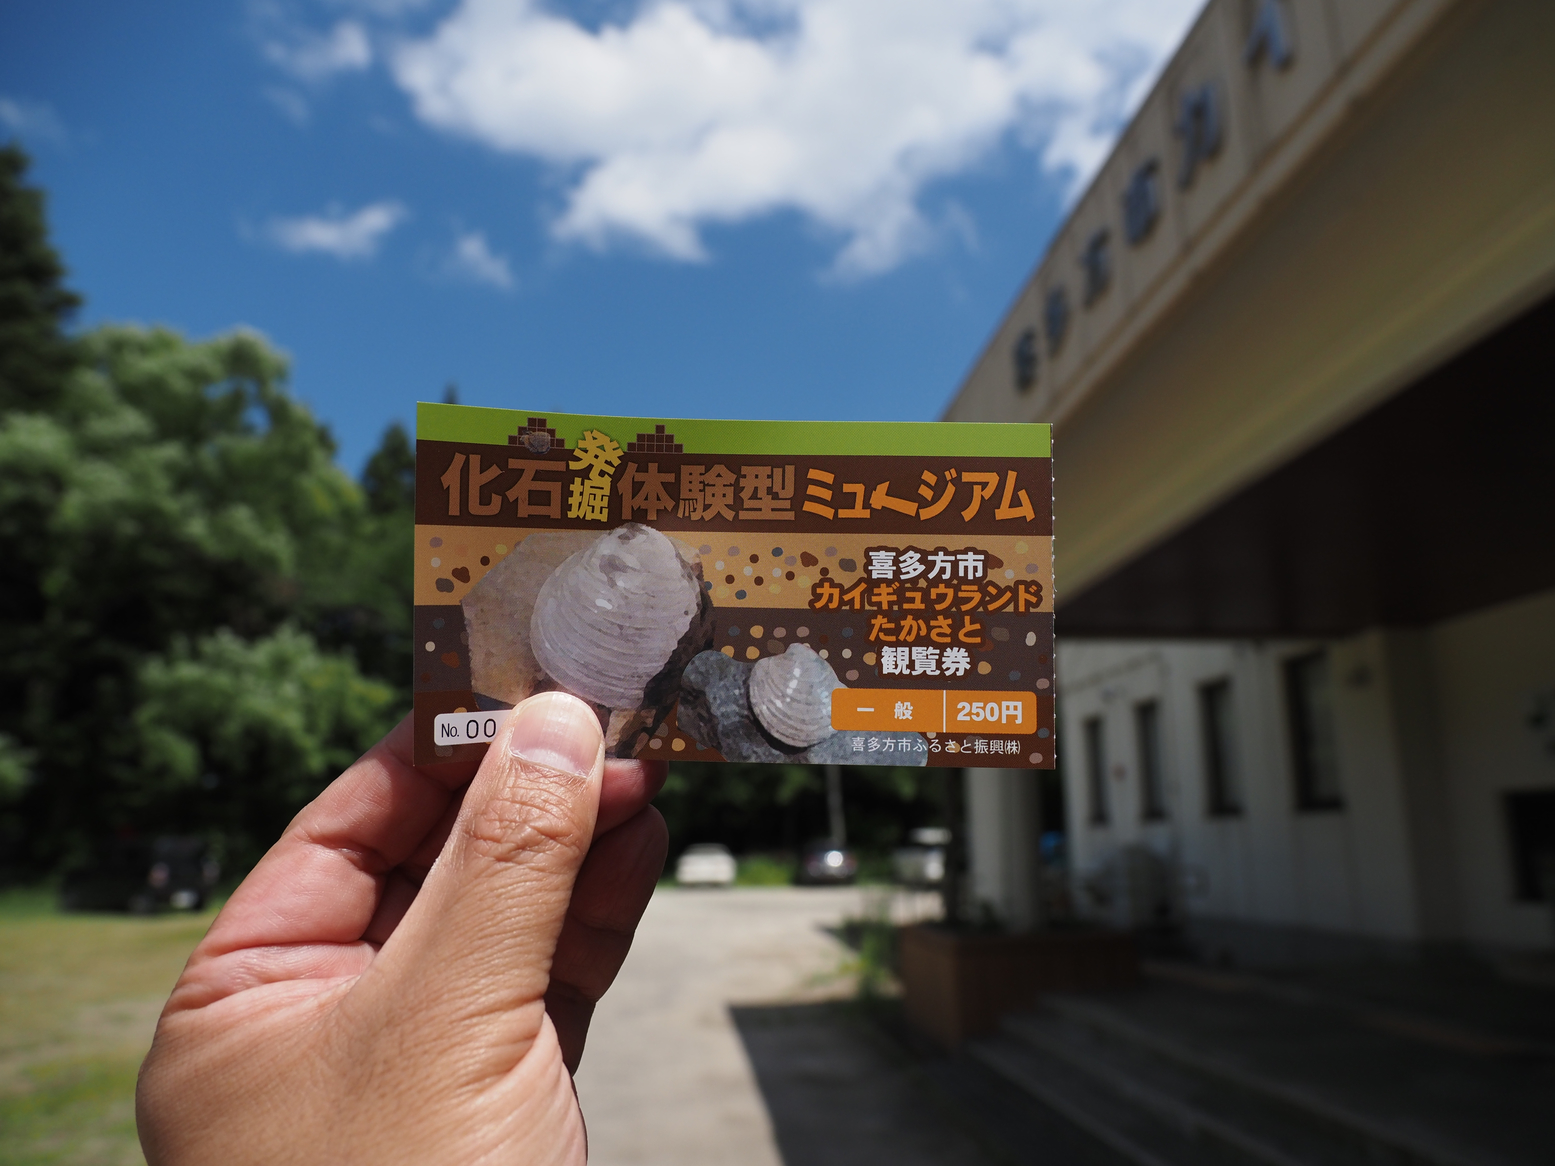 化石発掘体験型ミュージアム
喜多方市
カイギュウランド
たかさと
観覧券
一般 250円
No. 00
喜多方市ふるさと振興㈱